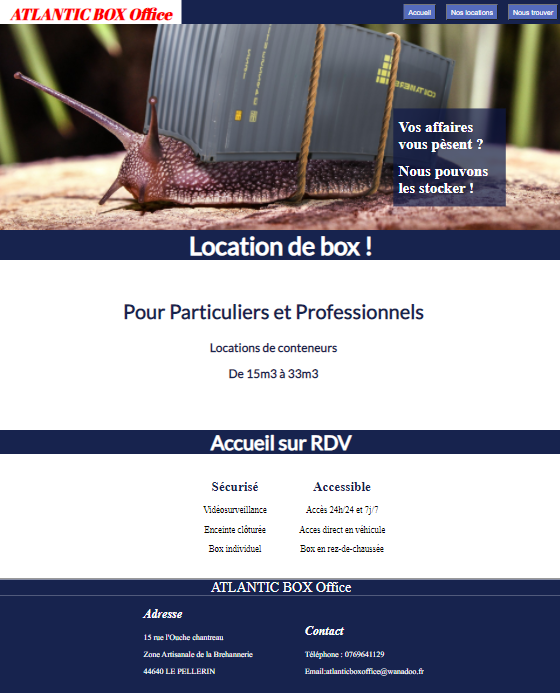 ATLANTIC BOX Office
Accueil
Nos locations
Nous trouver
CONTAINERS
Vos affaires
vous pèsent ?
Nous pouvons
les stocker !
Location de box !
Pour Particuliers et Professionnels
Locations de conteneurs
De 15m3 à 33m3
Accueil sur RDV
Sécurisé
Vidéosurveillance
Enceinte clôturée
Box individuel
Accessible
Accès 24h/24 et 7j/7
Acces direct en véhicule
Box en rez-de-chaussée
ATLANTIC BOX Office
Adresse
15 rue l'Ouche chantreau
Zone Artisanale de la Brehannerie
44640 LE PELLERIN
Contact
Téléphone : 0769641129
Email:atlanticboxoffice@wanadoo.fr